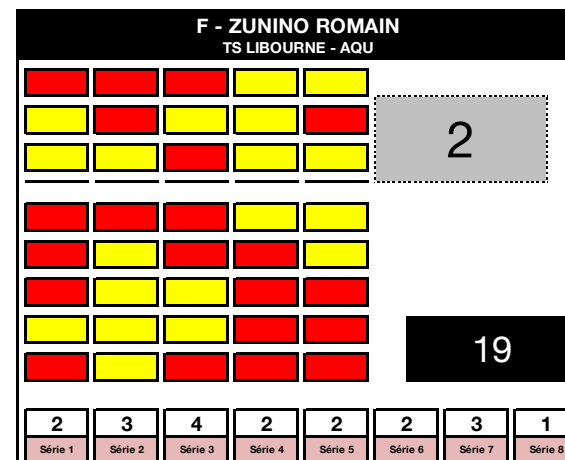 F - ZUNINO ROMAIN
TS LIBOURNE - AQU
2
19
2 3 4 2 2 2 3 1
Série 1 Série 2 Série 3 Série 4 Série 5 Série 6 Série 7 Série 8